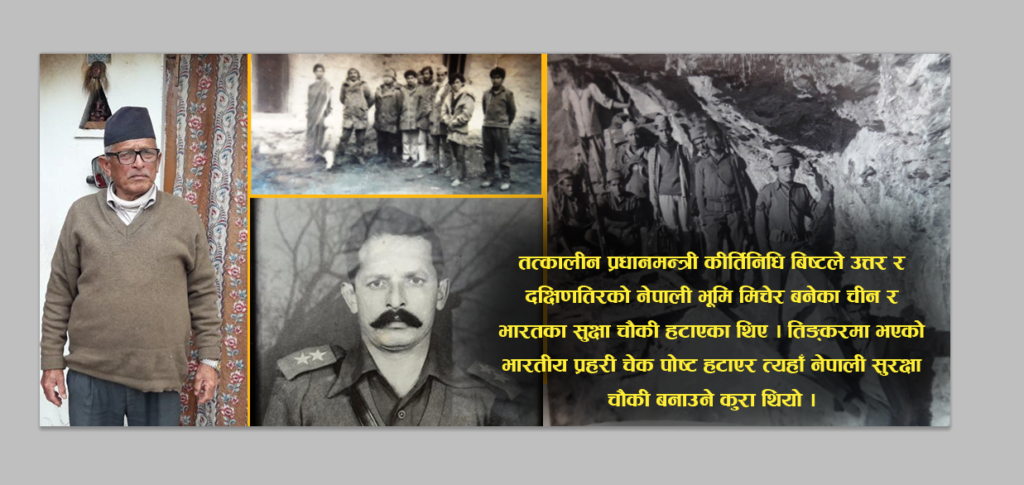 तत्कालीन प्रधानमन्त्री कीर्तिनिधि बिष्टले उत्तर र
दक्षिणतिरको नेपाली भूमि मिचेर बनेका चीन र
भारतका सुक्षा चौकी हटाएका थिए । तिङ्करमा भएको
भारतीय प्रहरी चेक पोष्ट हटाएर त्यहाँ नेपाली सुरक्षा
चौकी बनाउने कुरा थियो ।